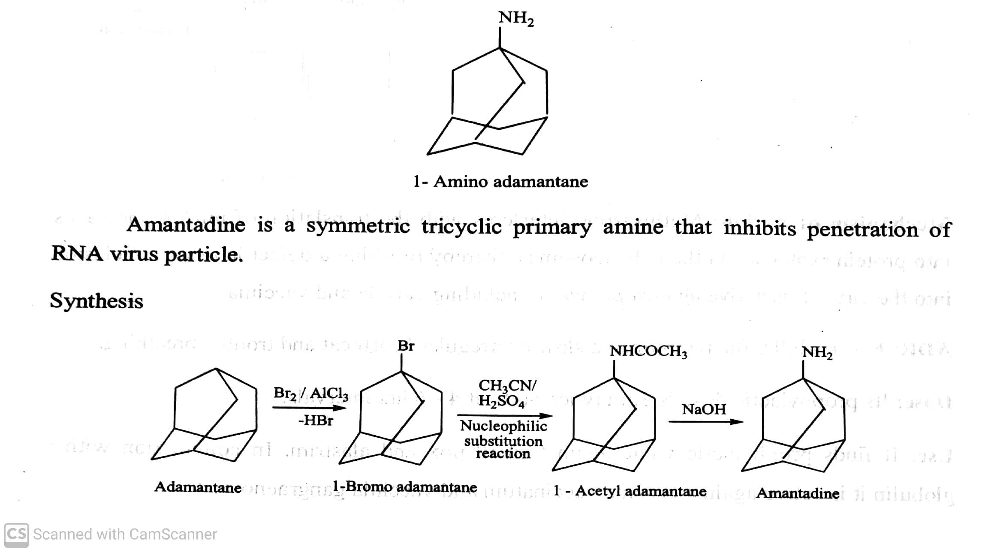 NH₂
1- Amino adamantane
Amantadine is a symmetric tricyclic primary amine that inhibits penetration of
RNA virus particle.
Synthesis
Br
NHCOCH₃
NH₂
Br₂ / AlCl₃
-HBr
CH₃CN/
H₂SO₄
Nucleophilic
substitution
reaction
NaOH
Adamantane
1-Bromo adamantane
1 - Acetyl adamantane
Amantadine
CS Scanned with CamScanner